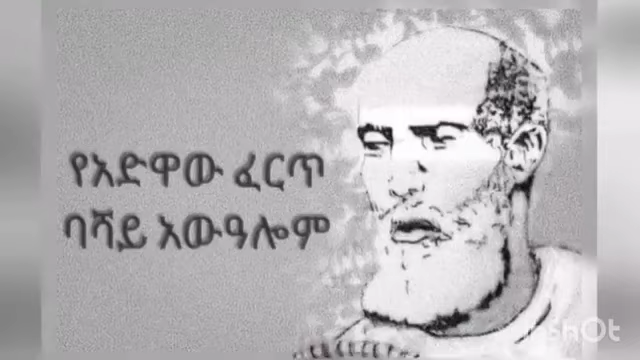 የአድዋው ፈርጥ
ባሻይ አውዓሎም